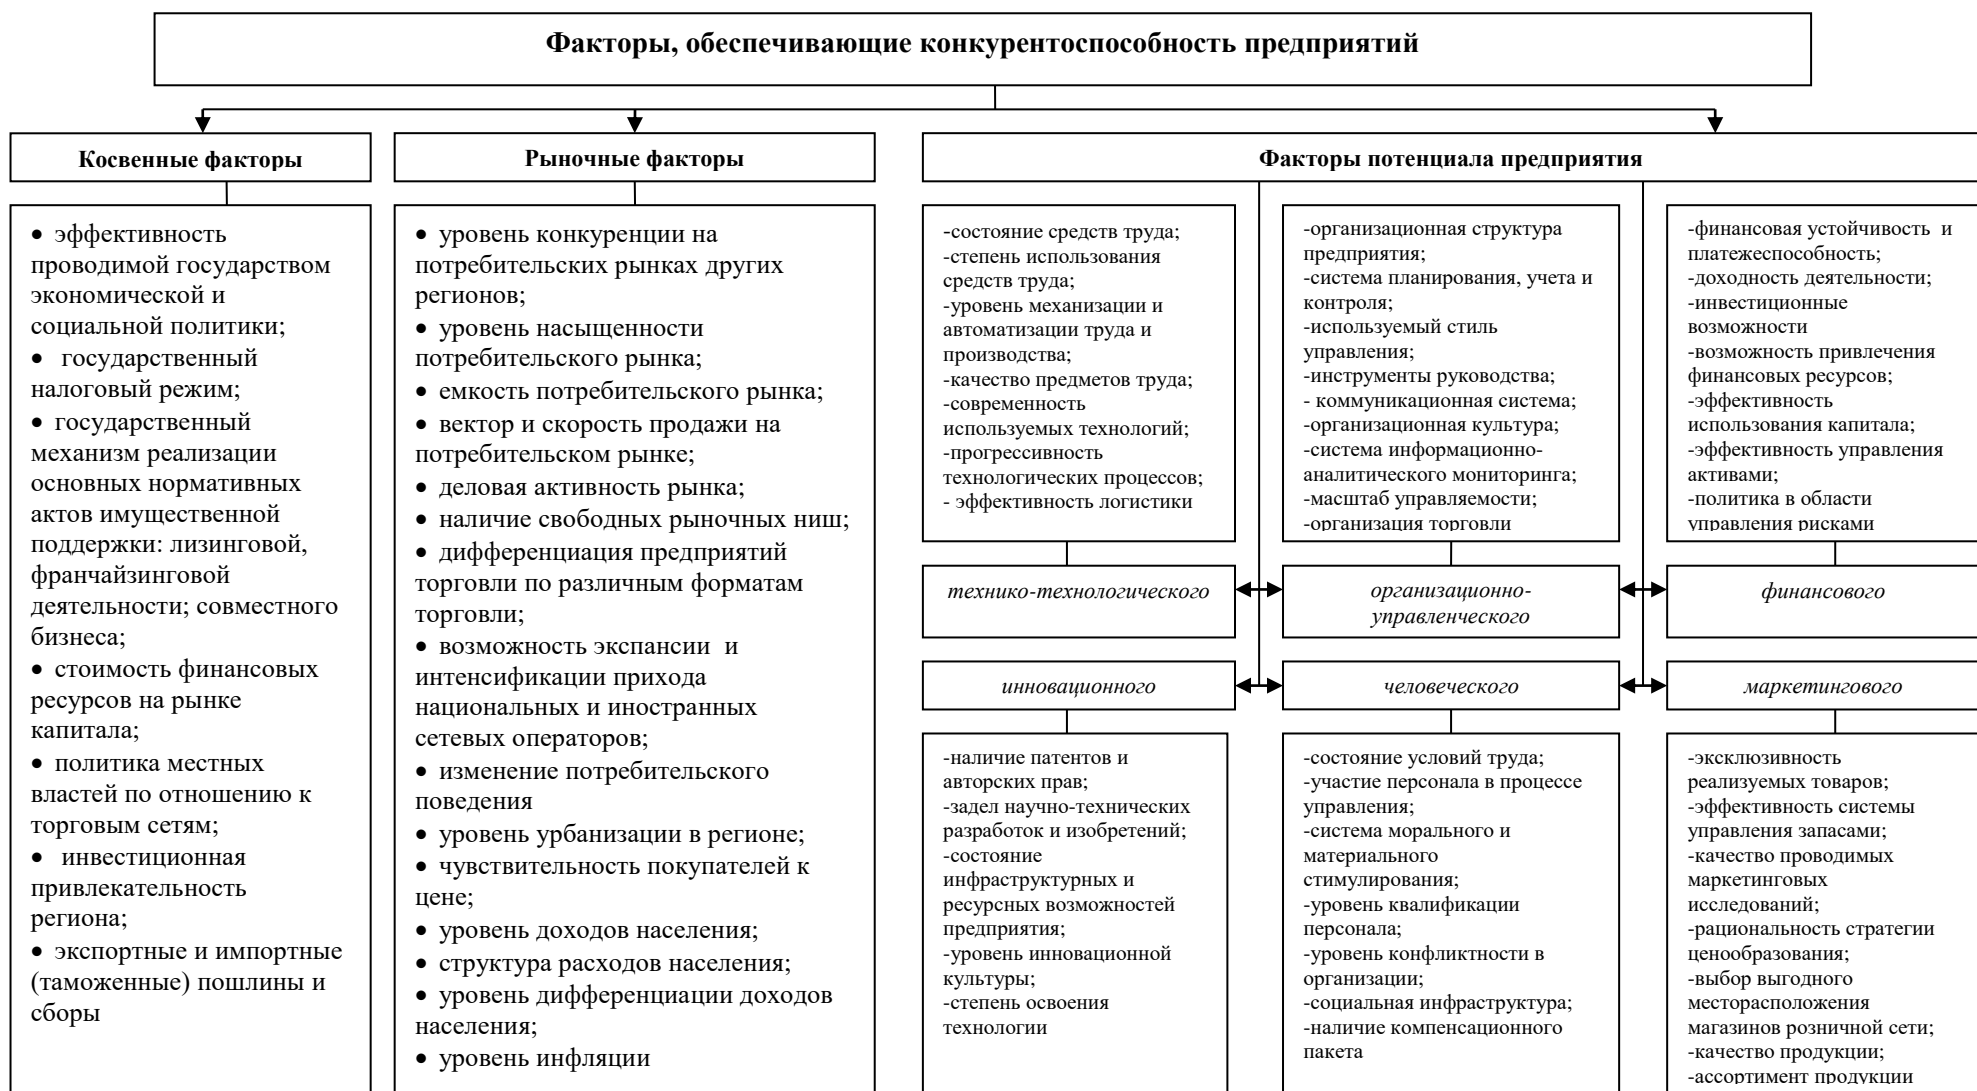 Факторы, обеспечивающие конкурентоспособность предприятий
Косвенные факторы
• эффективность
проводимой государством
экономической и
социальной политики;
• государственный
налоговый режим;
• государственный
механизм реализации
основных нормативных
актов имущественной
поддержки: лизинговой,
франчайзинговой
деятельности; совместного
бизнеса;
• стоимость финансовых
ресурсов на рынке
капитала;
• политика местных
властей по отношению к
торговым сетям;
• инвестиционная
привлекательность
региона;
• экспортные и импортные
(таможенные) пошлины и
сборы
Рыночные факторы
• уровень конкуренции на
потребительских рынках других
регионов;
• уровень насыщенности
потребительского рынка;
• емкость потребительского рынка;
• вектор и скорость продажи на
потребительском рынке;
• деловая активность рынка;
• наличие свободных рыночных ниш;
• дифференциация предприятий
торговли по различным форматам
торговли;
• возможность экспансии и
интенсификации прихода
национальных и иностранных
сетевых операторов;
• изменение потребительского
поведения
• уровень урбанизации в регионе;
• чувствительность покупателей к
цене;
• уровень доходов населения;
• структура расходов населения;
• уровень дифференциации доходов
населения;
• уровень инфляции
Факторы потенциала предприятия
-состояние средств труда;
-степень использования
средств труда;
-уровень механизации и
автоматизации труда и
производства;
-качество предметов труда;
-современность
используемых технологий;
-прогрессивность
технологических процессов;
- эффективность логистики
технико-технологического
-организационная структура
предприятия;
-система планирования, учета и
контроля;
-используемый стиль
управления;
-инструменты руководства;
- коммуникационная система;
-организационная культура;
-система информационно-
аналитического мониторинга;
-масштаб управляемости;
-организация торговли
организационно-
управленческого
-финансовая устойчивость и
платежеспособность;
-доходность деятельности;
-инвестиционные
возможности
-возможность привлечения
финансовых ресурсов;
-эффективность
использования капитала;
-эффективность управления
активами;
-политика в области
управления рисками
финансового
инновационного
-наличие патентов и
авторских прав;
-задел научно-технических
разработок и изобретений;
-состояние
инфраструктурных и
ресурсных возможностей
предприятия;
-уровень инновационной
культуры;
-степень освоения
технологии
человеческого
-состояние условий труда;
-участие персонала в процессе
управления;
-система морального и
материального
стимулирования;
-уровень квалификации
персонала;
-уровень конфликтности в
организации;
-социальная инфраструктура;
-наличие компенсационного
пакета
маркетингового
-эксклюзивность
реализуемых товаров;
-эффективность системы
управления запасами;
-качество проводимых
маркетинговых
исследований;
-рациональность стратегии
ценообразования;
-выбор выгодного
месторасположения
магазинов розничной сети;
-качество продукции;
-ассортимент продукции